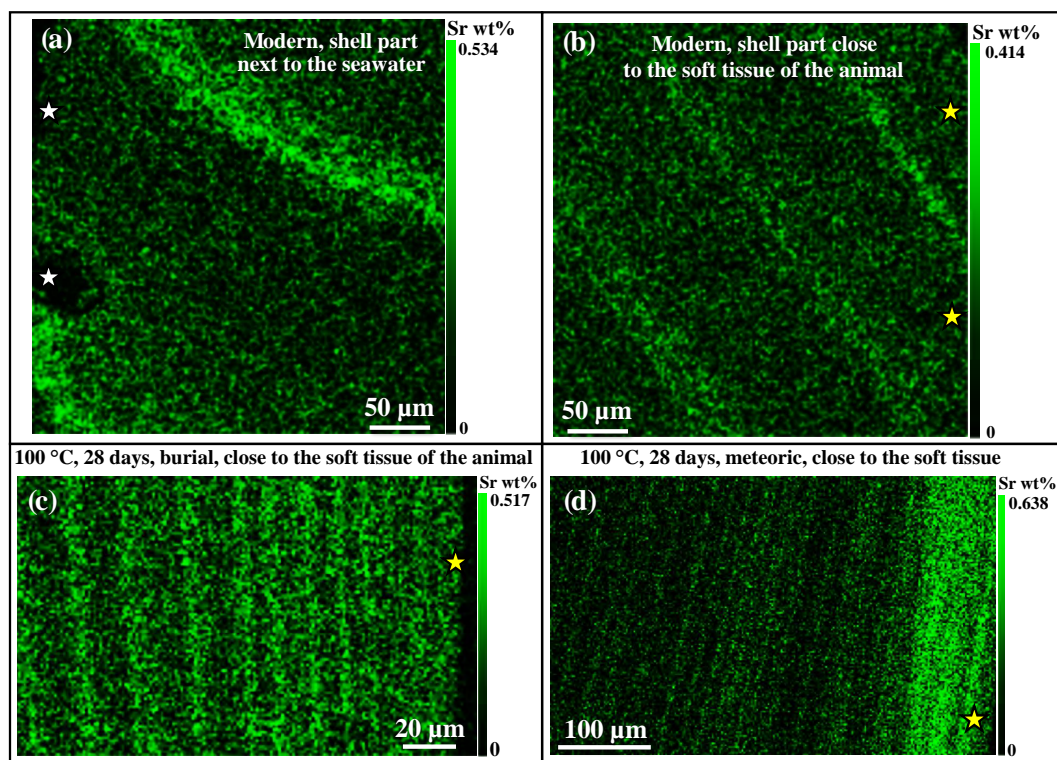 (a)
Modern, shell part
next to the seawater
Sr wt%
0.534
0
50 µm
(b)
Modern, shell part close
to the soft tissue of the animal
Sr wt%
0.414
0
50 µm
100 °C, 28 days, burial, close to the soft tissue of the animal
(c)
Sr wt%
0.517
0
20 µm
100 °C, 28 days, meteoric, close to the soft tissue
(d)
Sr wt%
0.638
0
100 µm